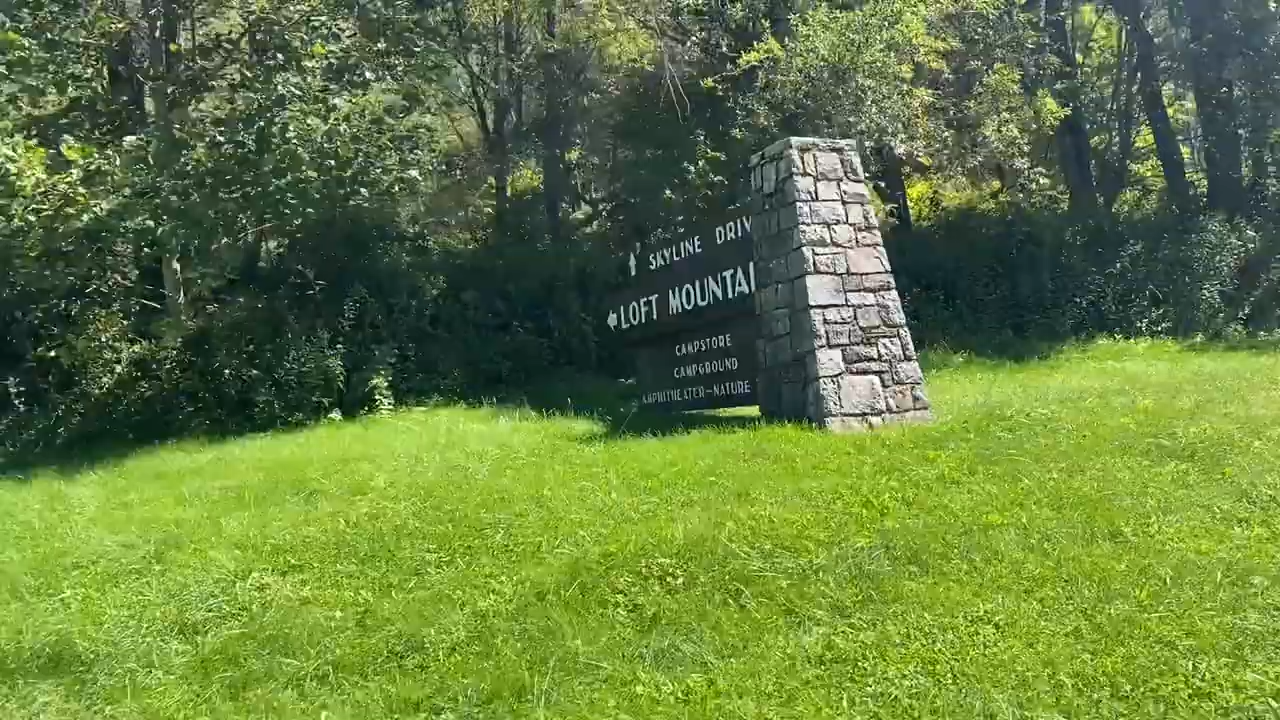 SKYLINE DRIV
LOFT MOUNTAI
CAMPSTORE
CAMPGROUND
AMPHITHEATER-NATURE